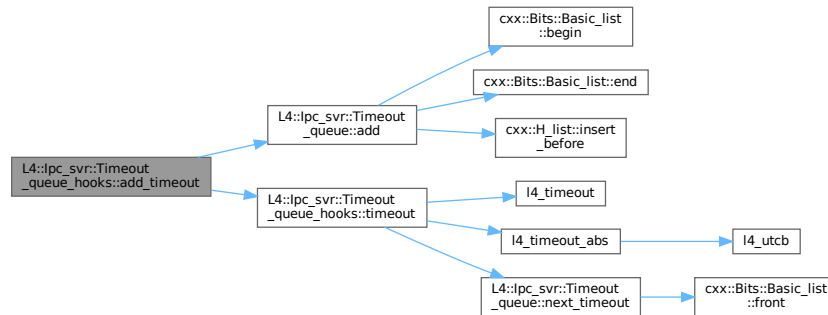 cxx::Bits::Basic_list
::begin
cxx::Bits::Basic_list::end
L4::Ipc_svr::Timeout
_queue::add
cxx::H_list::insert
_before
L4::Ipc_svr::Timeout
_queue_hooks::add_timeout
L4::Ipc_svr::Timeout
_queue_hooks::timeout
l4_timeout
l4_timeout_abs
l4_utcb
L4::Ipc_svr::Timeout
_queue::next_timeout
cxx::Bits::Basic_list
::front